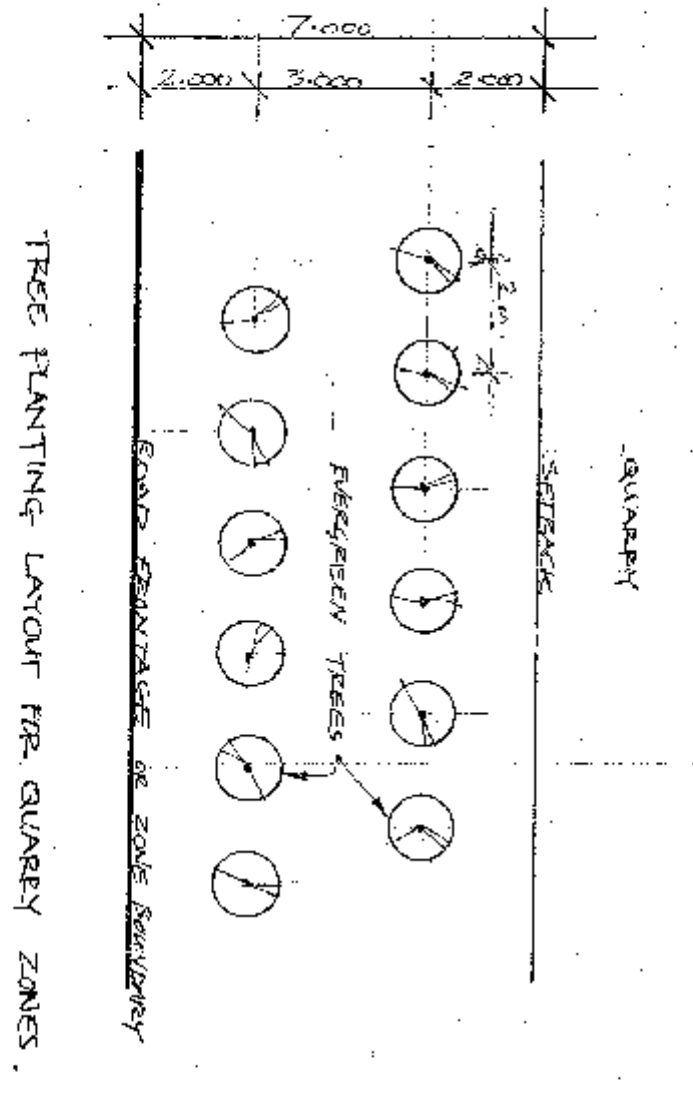 7.000
2.000 3.000 2.000
QUARRY
SETBACK
EVERGREEN TREES
ROAD FRONTAGE OR ZONE BOUNDARY
TREE PLANTING LAYOUT FOR QUARRY ZONES.